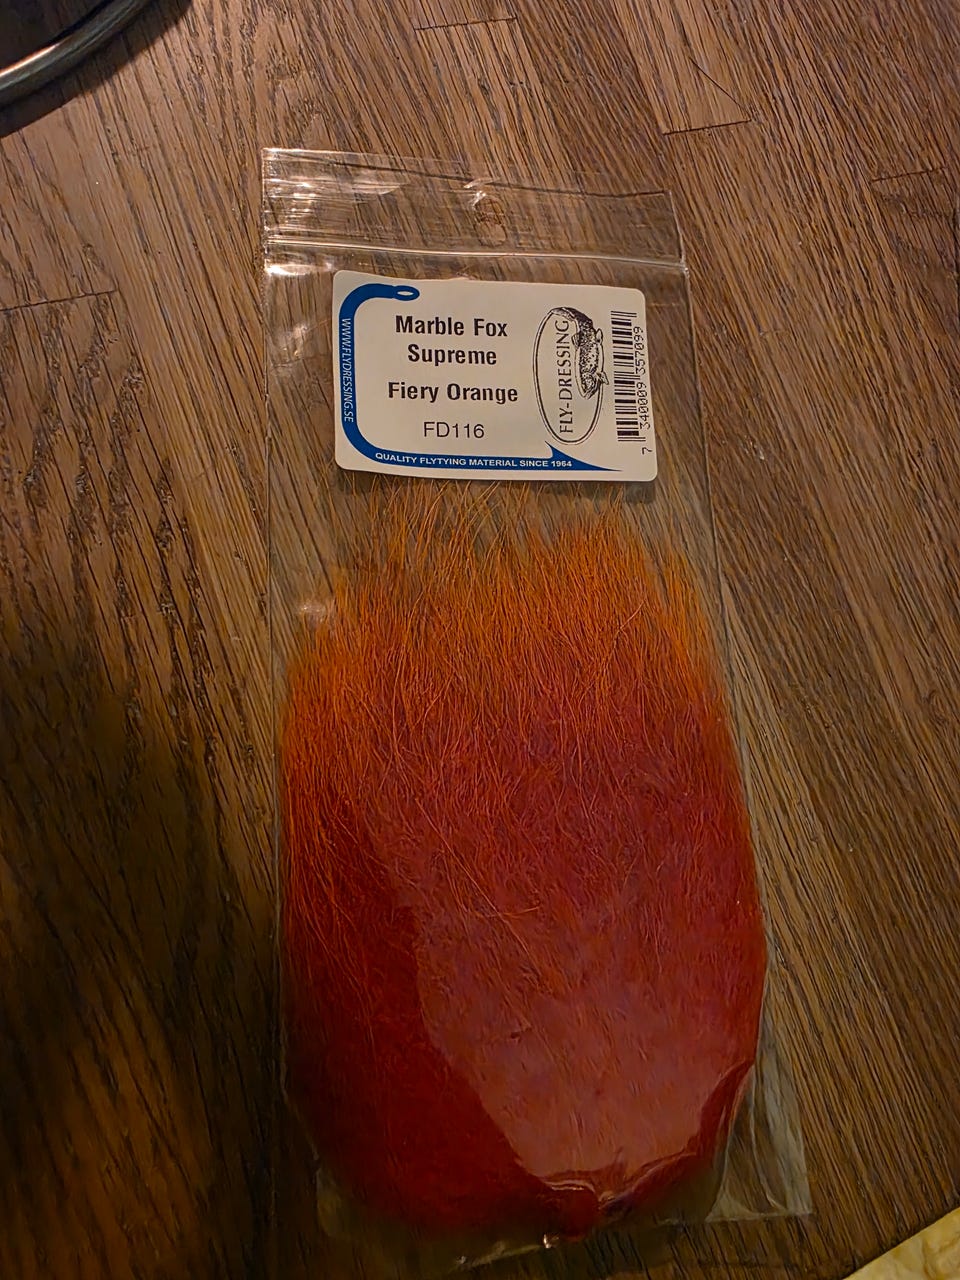 Marble Fox
Supreme
Fiery Orange
FD116
WWW.FLYDRESSING.SE
QUALITY FLYTYING MATERIAL SINCE 1964
FLY-DRESSING
7 340009 357099